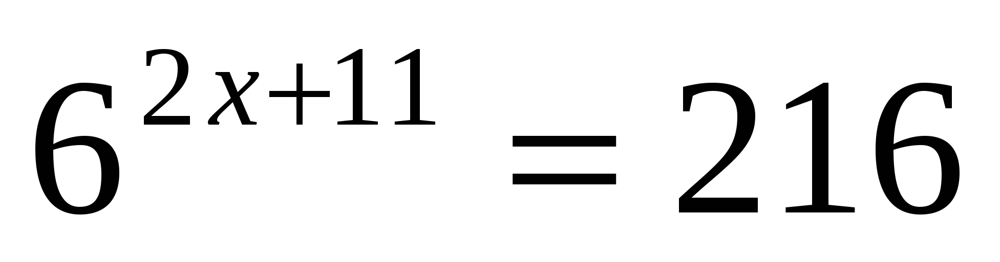 6^{2x+11} = 216